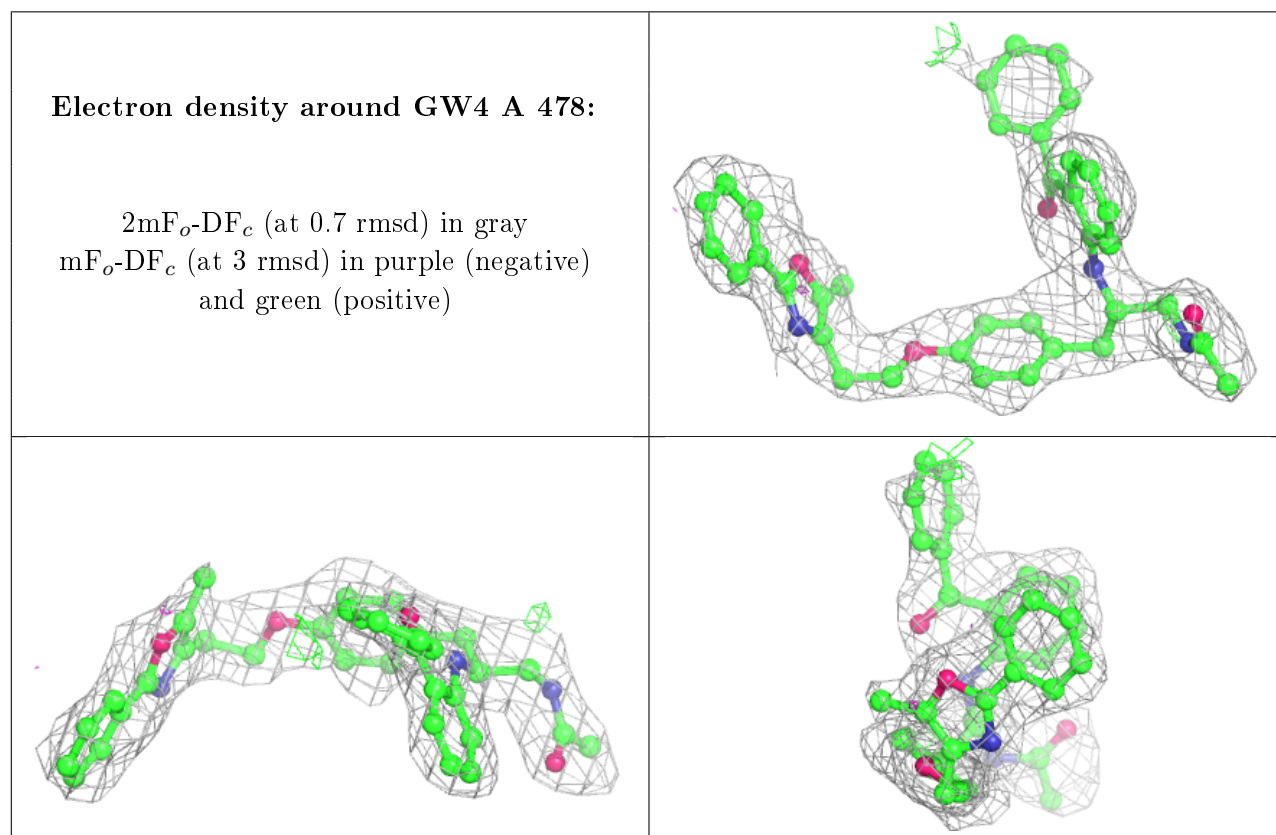 Electron density around GW4 A 478:
2mFo-DFc (at 0.7 rmsd) in gray
mFo-DFc (at 3 rmsd) in purple (negative)
and green (positive)